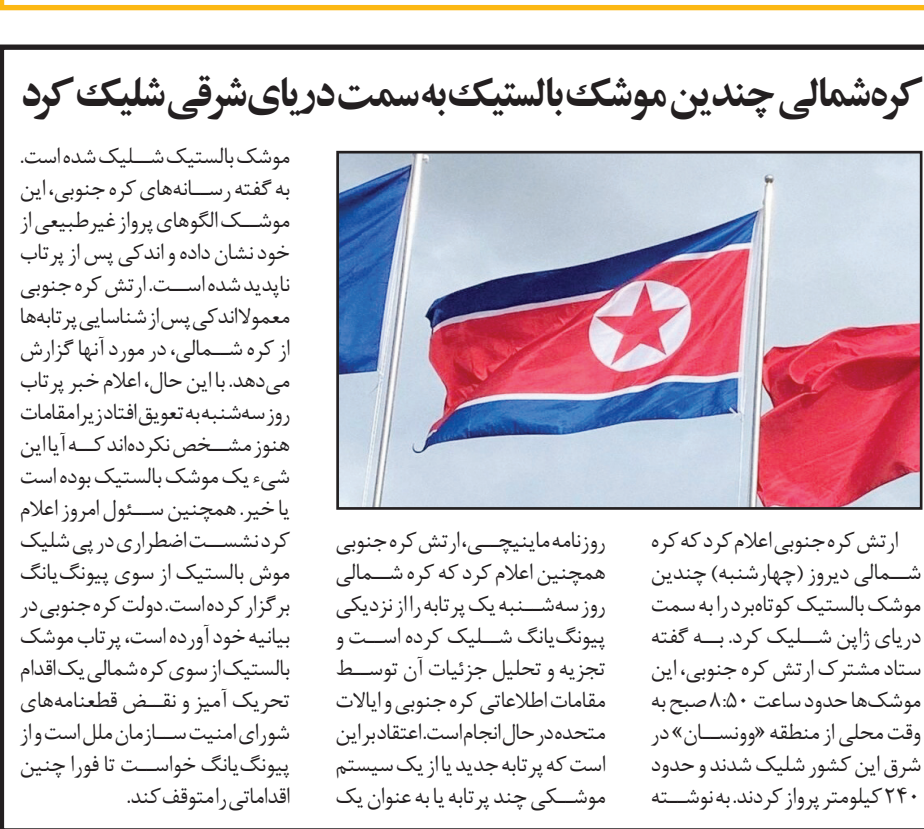 کره‌شمالی چندین موشک بالستیک به سمت دریای شرقی شلیک کرد
ارتش کره جنوبی اعلام کرد که کره
شمالی دیروز (چهارشنبه) چندین
موشک بالستیک کوتاه‌برد را به سمت
دریای ژاپن شلیک کرد. به گفته
ستاد مشترک ارتش کره جنوبی، این
موشک‌ها حدود ساعت ۸:۵۰ صبح به
وقت محلی از منطقه «وونسان» در
شرق این کشور شلیک شدند و حدود
۲۴۰ کیلومتر پرواز کردند. به نوشته
روزنامه ماینیچی، ارتش کره جنوبی
همچنین اعلام کرد که کره شمالی
روز سه‌شنبه یک پرتابه را از نزدیکی
پیونگ‌یانگ شلیک کرده است و
تجزیه و تحلیل جزئیات آن توسط
مقامات اطلاعاتی کره جنوبی و ایالات
متحده در حال انجام است. اعتقاد بر این
است که پرتابه جدید یا از یک سیستم
موشکی چند پرتابه یا به عنوان یک
موشک بالستیک شلیک شده است.
به گفته رسانه‌های کره جنوبی، این
موشک الگوهای پرواز غیرطبیعی از
خود نشان داده و اندکی پس از پرتاب
ناپدید شده است. ارتش کره جنوبی
معمولا اندکی پس از شناسایی پرتابه‌ها
از کره شمالی، در مورد آنها گزارش
می‌دهد. با این حال، اعلام خبر پرتاب
روز سه‌شنبه به تعویق افتاد زیرا مقامات
هنوز مشخص نکرده‌اند که آیا این
شیء یک موشک بالستیک بوده است
یا خیر. همچنین سئول امروز اعلام
کرد نشست اضطراری در پی شلیک
موش بالستیک از سوی پیونگ‌یانگ
برگزار کرده است. دولت کره جنوبی در
بیانیه خود آورده است، پرتاب موشک
بالستیک از سوی کره شمالی یک اقدام
تحریک آمیز و نقض قطعنامه‌های
شورای امنیت سازمان ملل است و از
پیونگ‌یانگ خواست تا فورا چنین
اقداماتی را متوقف کند.